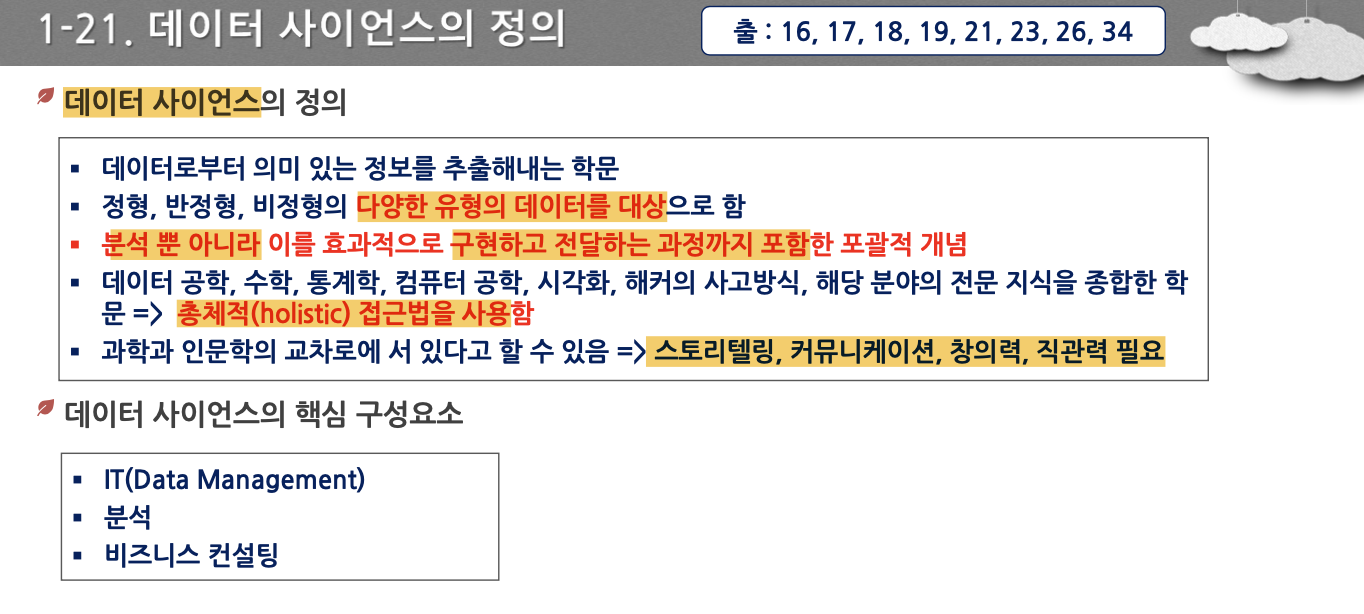 1-21. 데이터 사이언스의 정의
출 : 16, 17, 18, 19, 21, 23, 26, 34
데이터 사이언스의 정의
▪ 데이터로부터 의미 있는 정보를 추출해내는 학문
▪ 정형, 반정형, 비정형의 다양한 유형의 데이터를 대상으로 함
▪ 분석 뿐 아니라 이를 효과적으로 구현하고 전달하는 과정까지 포함한 포괄적 개념
▪ 데이터 공학, 수학, 통계학, 컴퓨터 공학, 시각화, 해커의 사고방식, 해당 분야의 전문 지식을 종합한 학
문 => 총체적(holistic) 접근법을 사용함
▪ 과학과 인문학의 교차로에 서 있다고 할 수 있음 => 스토리텔링, 커뮤니케이션, 창의력, 직관력 필요
데이터 사이언스의 핵심 구성요소
▪ IT(Data Management)
▪ 분석
▪ 비즈니스 컨설팅